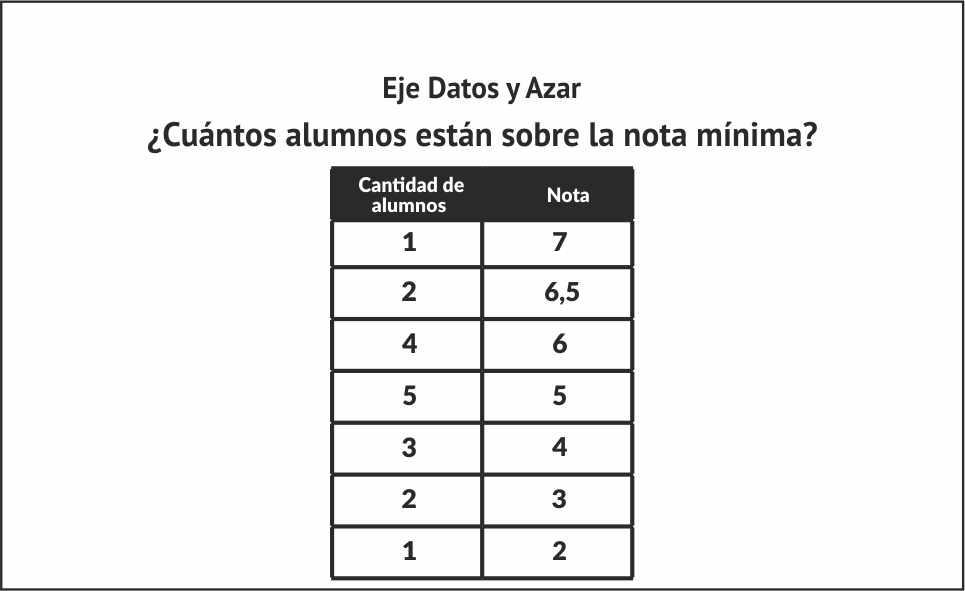 Eje Datos y Azar
¿Cuántos alumnos están sobre la nota mínima?
Cantidad de
alumnos
Nota
1 7
2 6,5
4 6
5 5
3 4
2 3
1 2